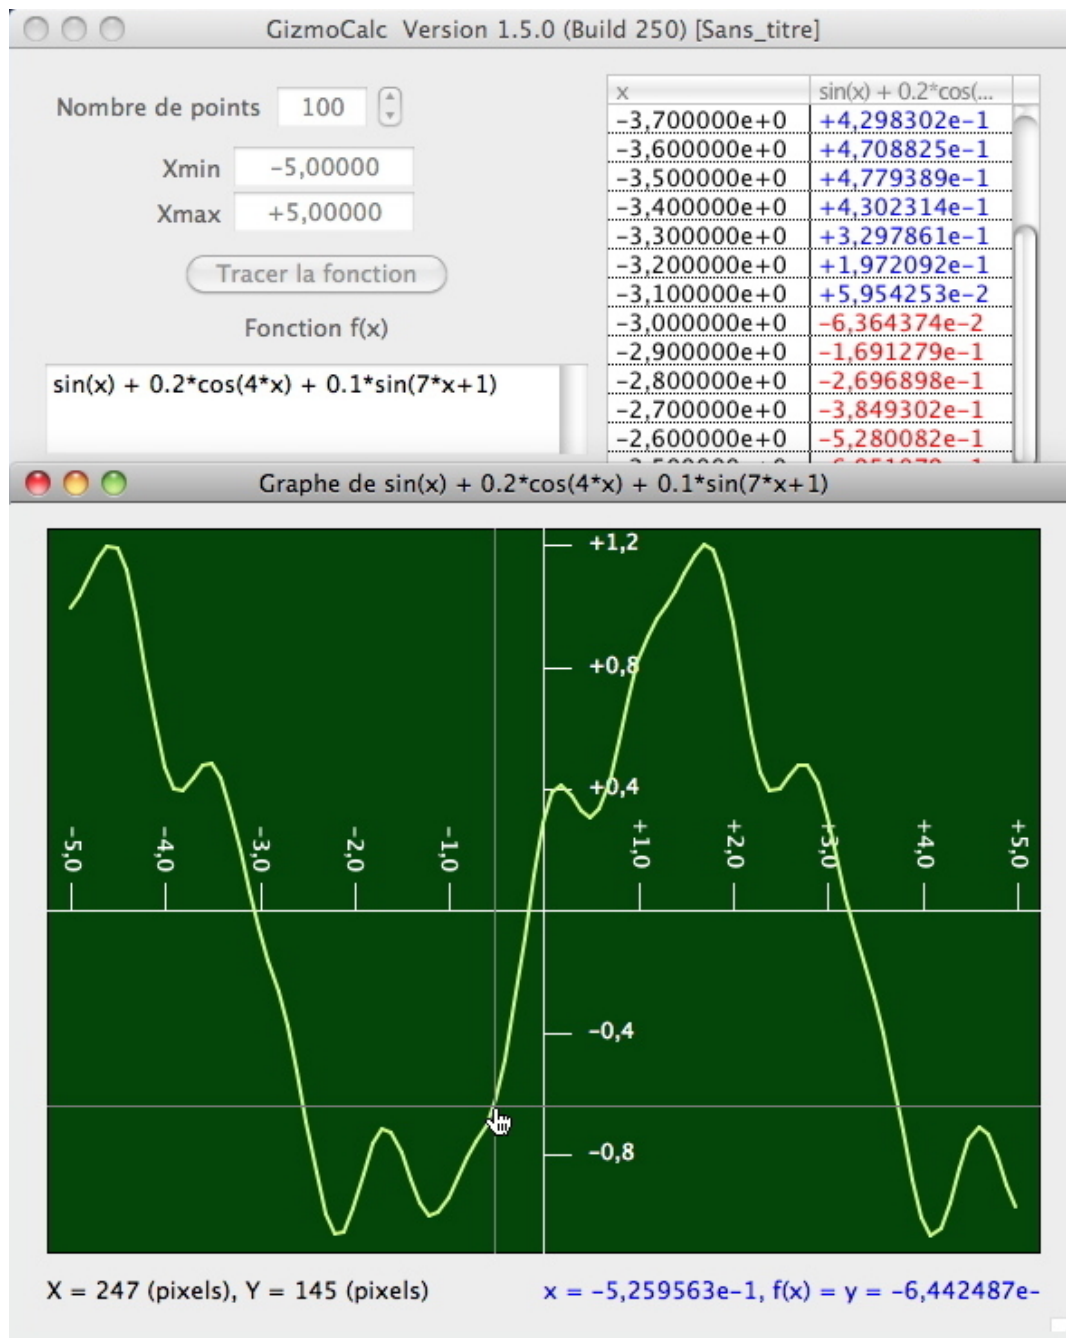 GizmoCalc Version 1.5.0 (Build 250) [Sans_titre]
Nombre de points 100
Xmin -5,00000
Xmax +5,00000
Tracer la fonction
Fonction f(x)
sin(x) + 0.2*cos(4*x) + 0.1*sin(7*x+1)
x sin(x) + 0.2*cos(...
-3,700000e+0 +4,298302e-1
-3,600000e+0 +4,708825e-1
-3,500000e+0 +4,779389e-1
-3,400000e+0 +4,302314e-1
-3,300000e+0 +3,297861e-1
-3,200000e+0 +1,972092e-1
-3,100000e+0 +5,954253e-2
-3,000000e+0 -6,364374e-2
-2,900000e+0 -1,691279e-1
-2,800000e+0 -2,696898e-1
-2,700000e+0 -3,849302e-1
-2,600000e+0 -5,280082e-1
Graphe de sin(x) + 0.2*cos(4*x) + 0.1*sin(7*x+1)
+1,2
+0,8
+0,4
-5,0 -4,0 -3,0 -2,0 -1,0 +1,0 +2,0 +3,0 +4,0 +5,0
-0,4
-0,8
X = 247 (pixels), Y = 145 (pixels)
x = -5,259563e-1, f(x) = y = -6,442487e-